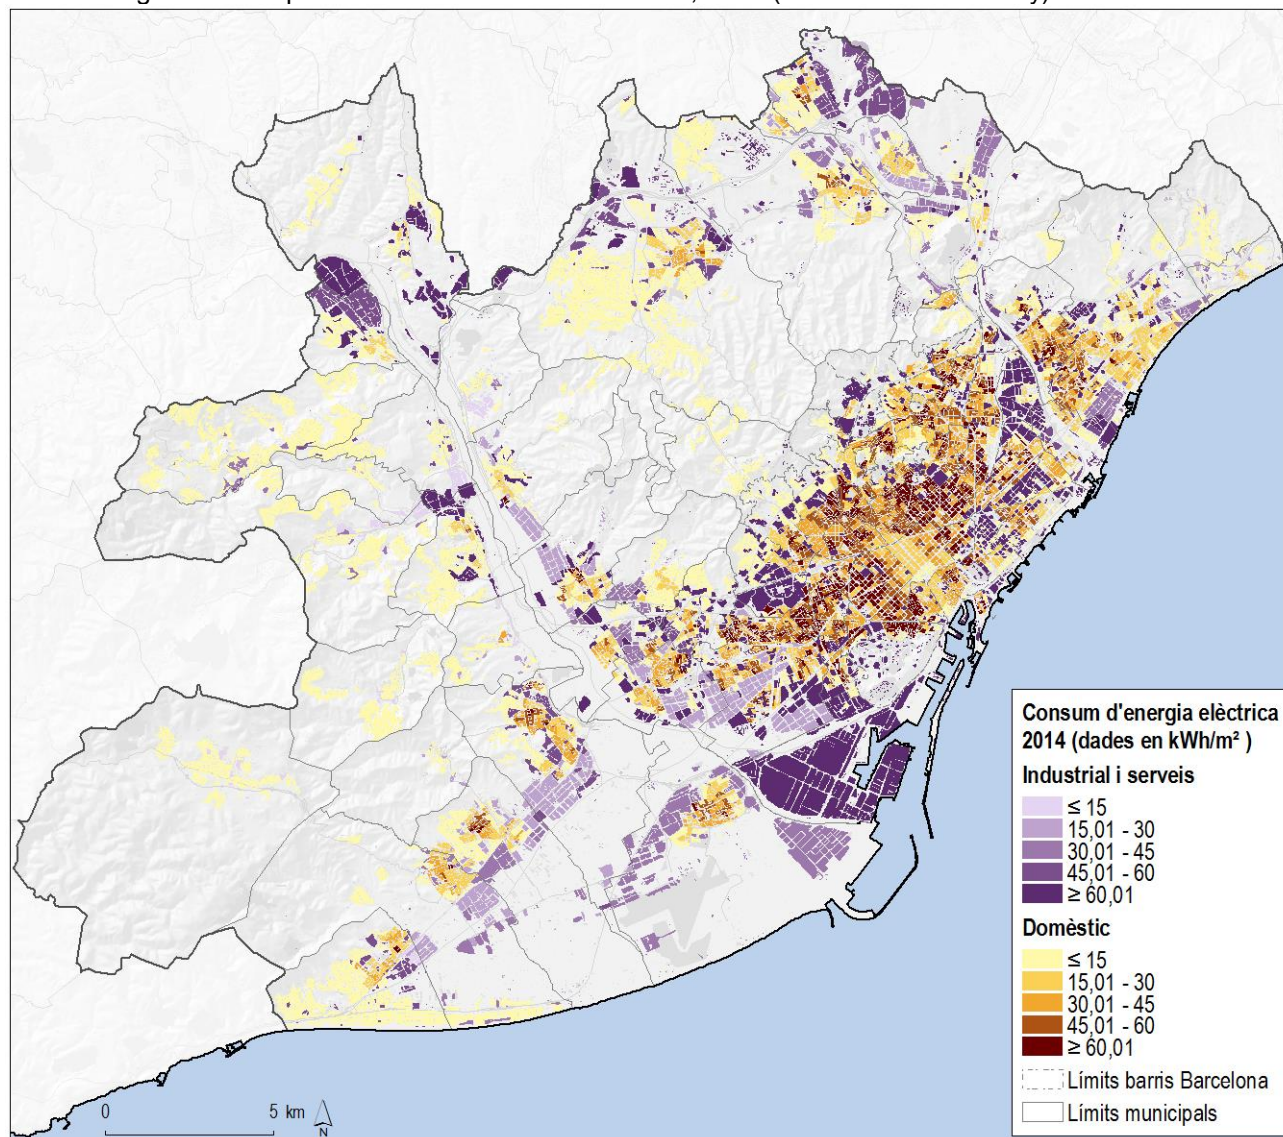 Consum d'energia elèctrica
2014 (dades en kWh/m² )
Industrial i serveis
≤ 15
15,01 - 30
30,01 - 45
45,01 - 60
≥ 60,01
Domèstic
≤ 15
15,01 - 30
30,01 - 45
45,01 - 60
≥ 60,01
Límits barris Barcelona
Límits municipals
0 5 km
N